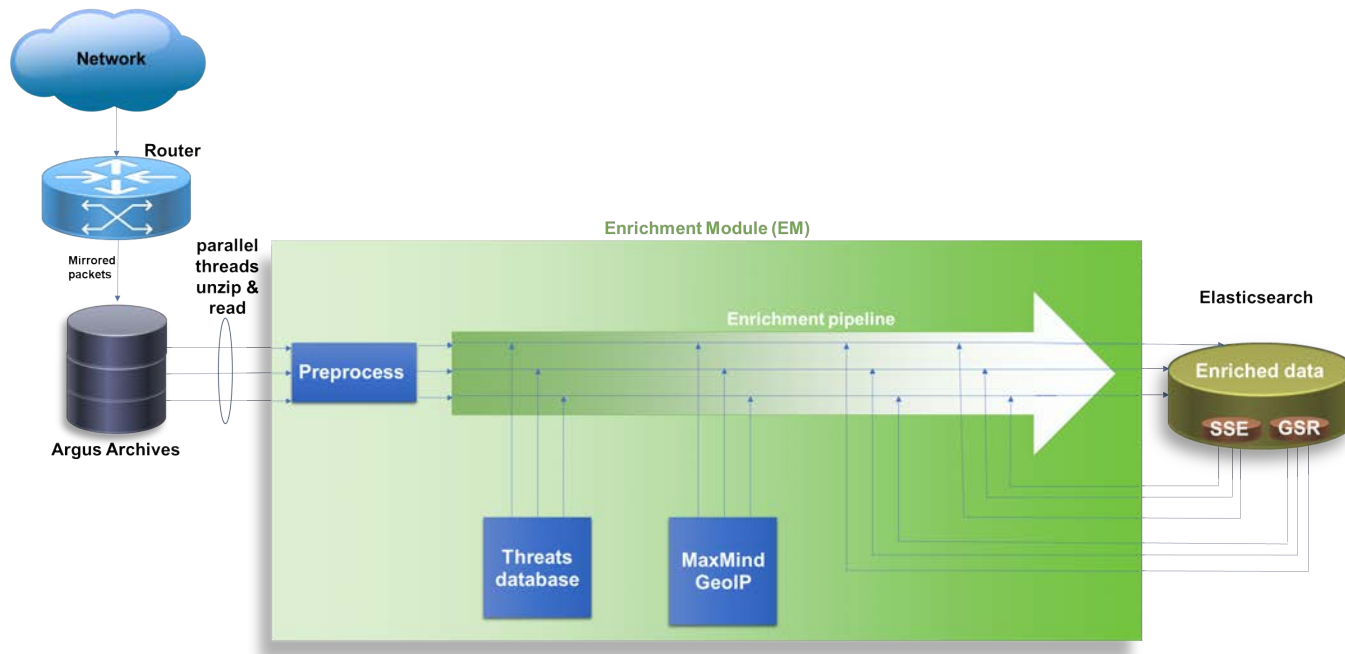 Network
Router
Mirrored
packets
parallel
threads
unzip &
read
Argus Archives
Enrichment Module (EM)
Preprocess
Enrichment pipeline
Threats
database
MaxMind
GeoIP
Elasticsearch
Enriched data
SSE
GSR